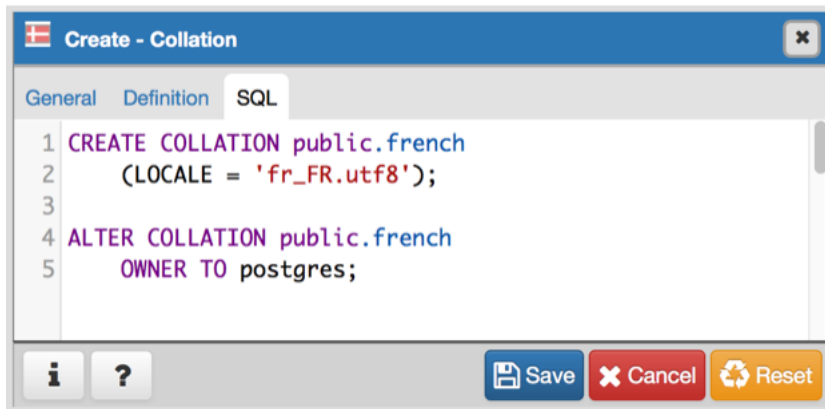 Create - Collation
General Definition SQL
1 CREATE COLLATION public.french
2 (LOCALE = 'fr_FR.utf8');
3
4 ALTER COLLATION public.french
5 OWNER TO postgres;
i ? Save Cancel Reset